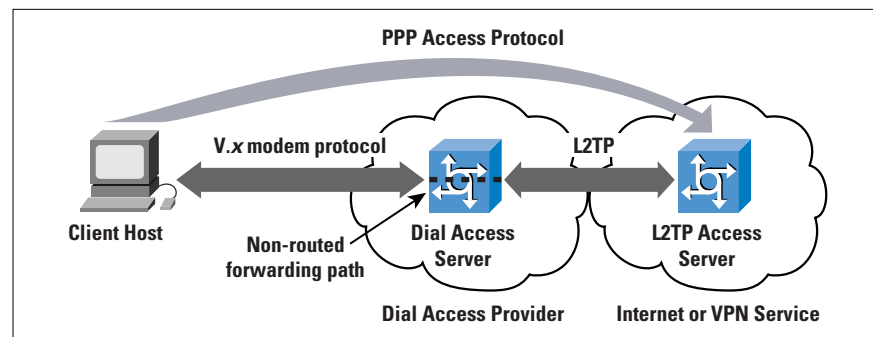 PPP Access Protocol
V.x modem protocol
L2TP
Client Host
Non-routed
forwarding path
Dial Access
Server
L2TP Access
Server
Dial Access Provider
Internet or VPN Service